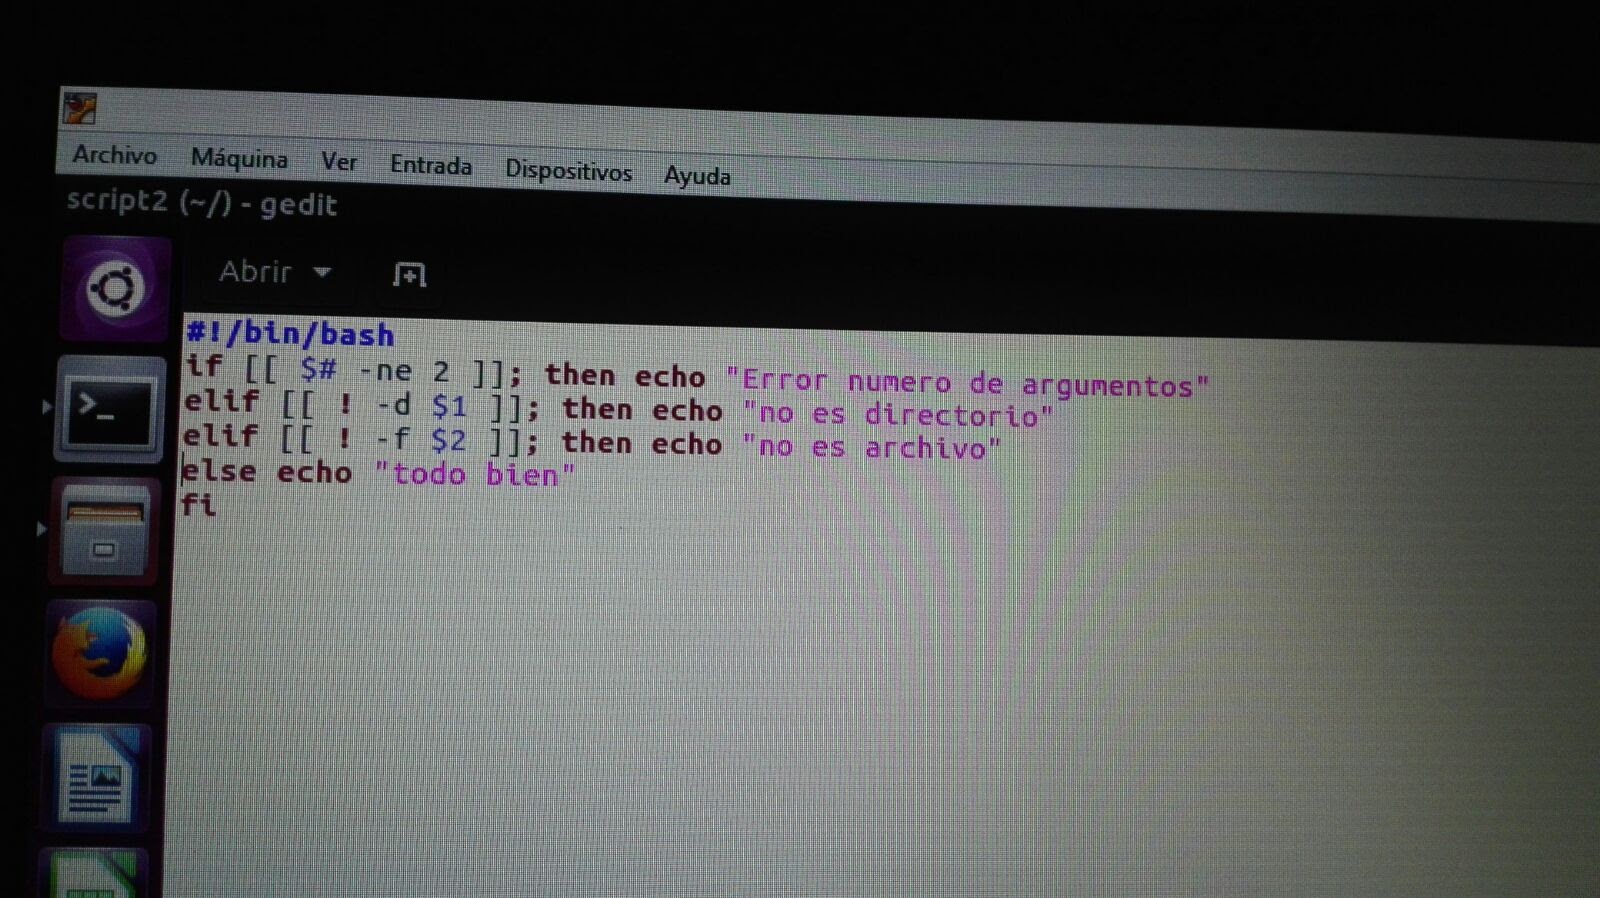 Archivo Máquina Ver Entrada Dispositivos Ayuda
script2 (~/) - gedit
Abrir
#!/bin/bash
if [[ $# -ne 2 ]]; then echo "Error numero de argumentos"
elif [[ ! -d $1 ]]; then echo "no es directorio"
elif [[ ! -f $2 ]]; then echo "no es archivo"
else echo "todo bien"
fi